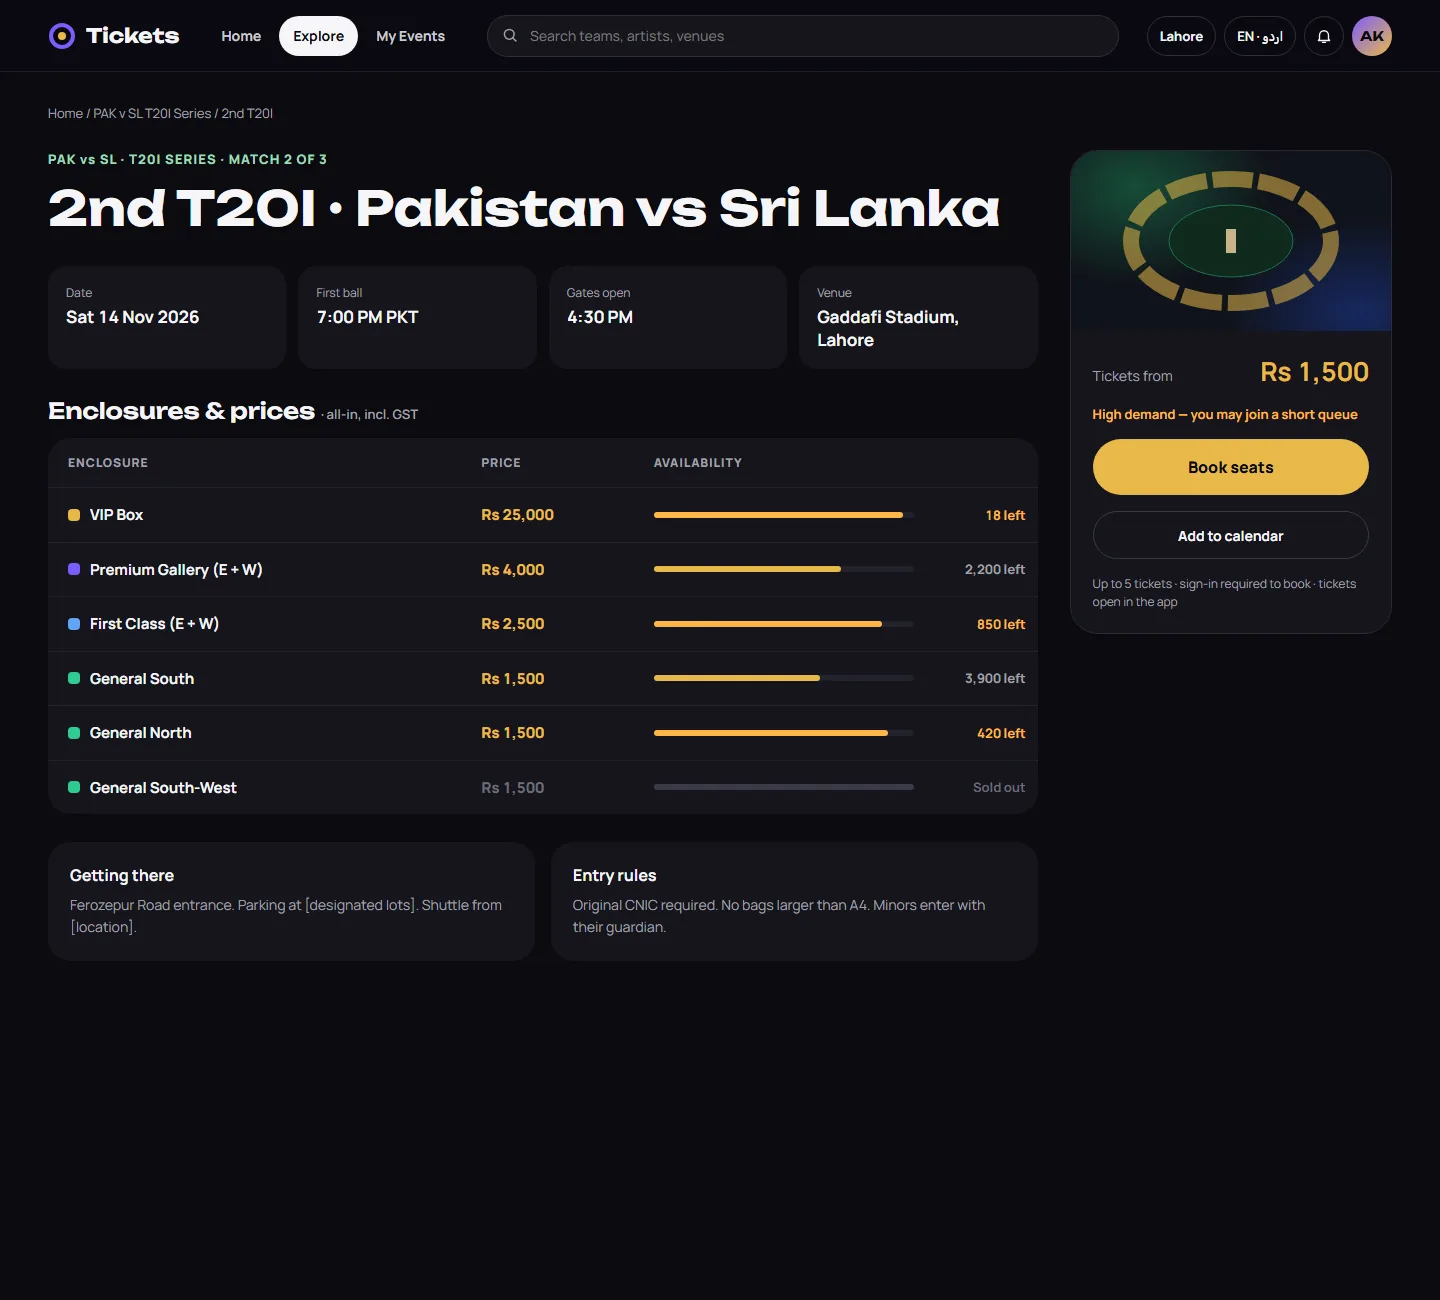 Tickets
Home
Explore
My Events
Search teams, artists, venues
Lahore
EN · اردو
AK
Home / PAK v SL T20I Series / 2nd T20I
PAK vs SL · T20I SERIES · MATCH 2 OF 3
2nd T20I · Pakistan vs Sri Lanka
Date
Sat 14 Nov 2026
First ball
7:00 PM PKT
Gates open
4:30 PM
Venue
Gaddafi Stadium,
Lahore
Enclosures & prices · all-in, incl. GST
ENCLOSURE PRICE AVAILABILITY
VIP Box Rs 25,000 18 left
Premium Gallery (E + W) Rs 4,000 2,200 left
First Class (E + W) Rs 2,500 850 left
General South Rs 1,500 3,900 left
General North Rs 1,500 420 left
General South-West Rs 1,500 Sold out
Getting there
Ferozepur Road entrance. Parking at [designated lots]. Shuttle from
[location].
Entry rules
Original CNIC required. No bags larger than A4. Minors enter with
their guardian.
Tickets from Rs 1,500
High demand — you may join a short queue
Book seats
Add to calendar
Up to 5 tickets · sign-in required to book · tickets
open in the app